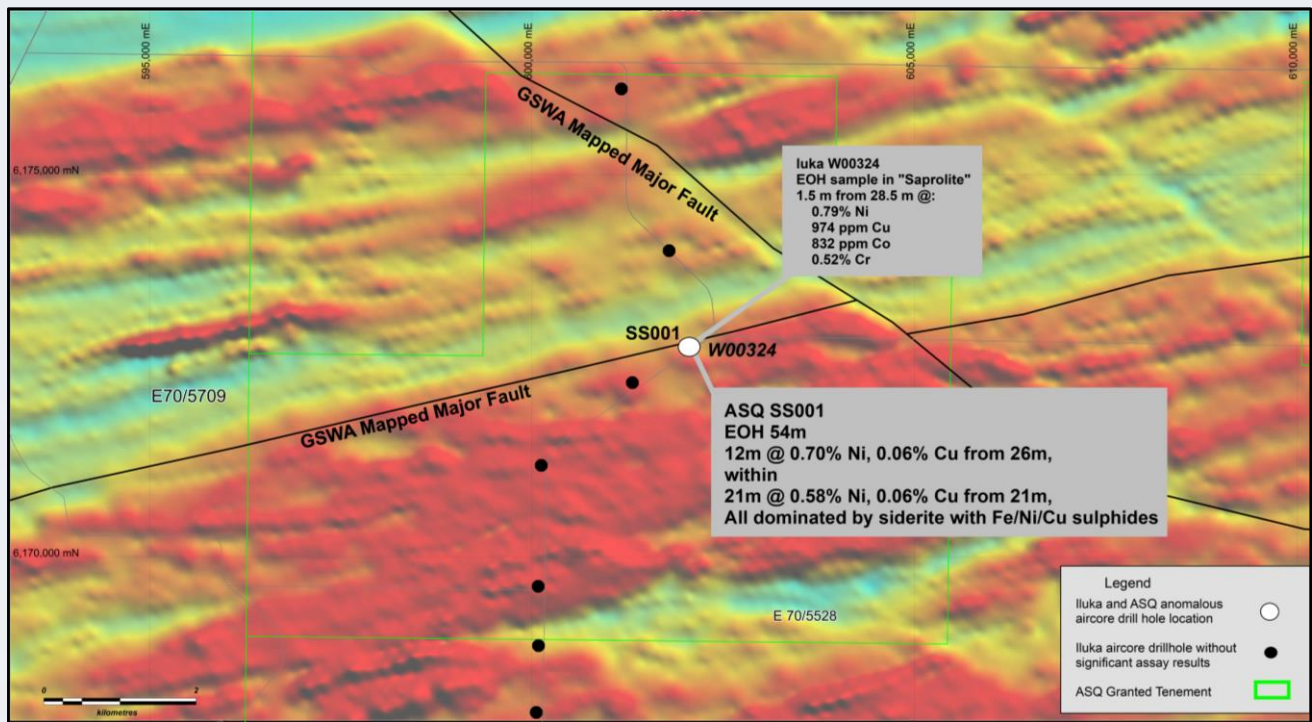 595,000 mE
600,000 mE
605,000 mE
610,000 mE
6,175,000 mN
GSWA Mapped Major Fault
luka W00324
EOH sample in "Saprolite"
1.5 m from 28.5 m @:
0.79% Ni
974 ppm Cu
832 ppm Co
0.52% Cr
SS001
W00324
E70/5709
GSWA Mapped Major Fault
ASQ SS001
EOH 54m
12m @ 0.70% Ni, 0.06% Cu from 26m,
within
21m @ 0.58% Ni, 0.06% Cu from 21m,
All dominated by siderite with Fe/Ni/Cu sulphides
6,170,000 mN
E 70/5528
Legend
Iluka and ASQ anomalous
aircore drill hole location
Iluka aircore drillhole without
significant assay results
ASQ Granted Tenement
0 2
kilometres